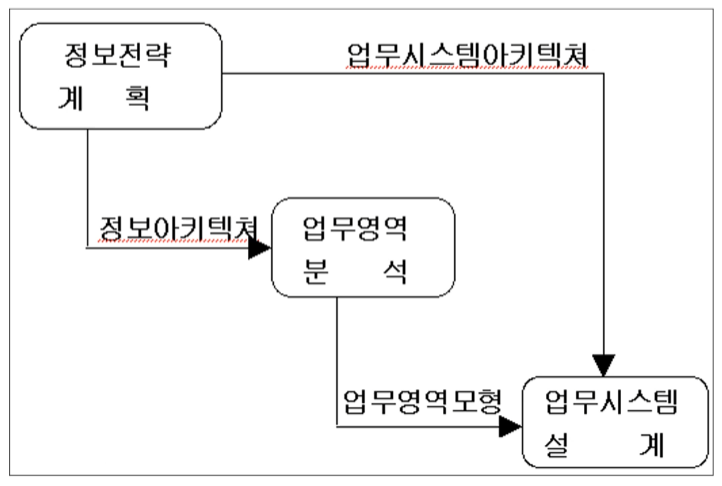 정보전략
계 획
업무시스템아키텍쳐
정보아키텍쳐
업무영역
분 석
업무영역모형
업무시스템
설 계